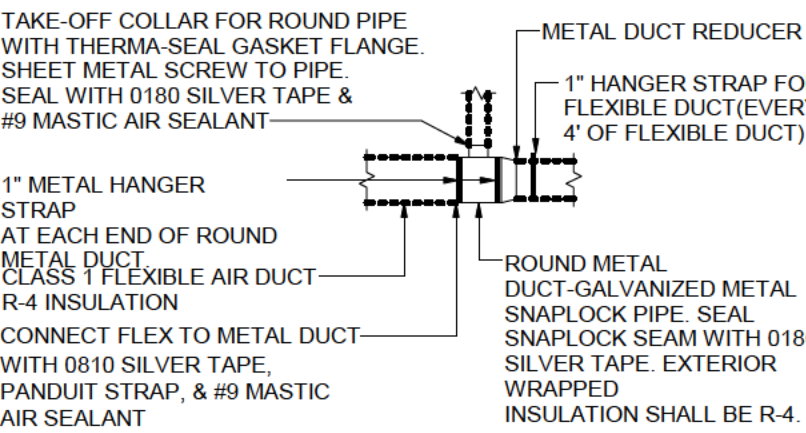 TAKE-OFF COLLAR FOR ROUND PIPE
WITH THERMA-SEAL GASKET FLANGE.
SHEET METAL SCREW TO PIPE.
SEAL WITH 0180 SILVER TAPE &
#9 MASTIC AIR SEALANT
METAL DUCT REDUCER
1" HANGER STRAP FO
FLEXIBLE DUCT(EVER
4' OF FLEXIBLE DUCT)
1" METAL HANGER
STRAP
AT EACH END OF ROUND
METAL DUCT.
CLASS 1 FLEXIBLE AIR DUCT
R-4 INSULATION
CONNECT FLEX TO METAL DUCT
WITH 0810 SILVER TAPE,
PANDUIT STRAP, & #9 MASTIC
AIR SEALANT
ROUND METAL
DUCT-GALVANIZED METAL
SNAPLOCK PIPE. SEAL
SNAPLOCK SEAM WITH 018
SILVER TAPE. EXTERIOR
WRAPPED
INSULATION SHALL BE R-4.